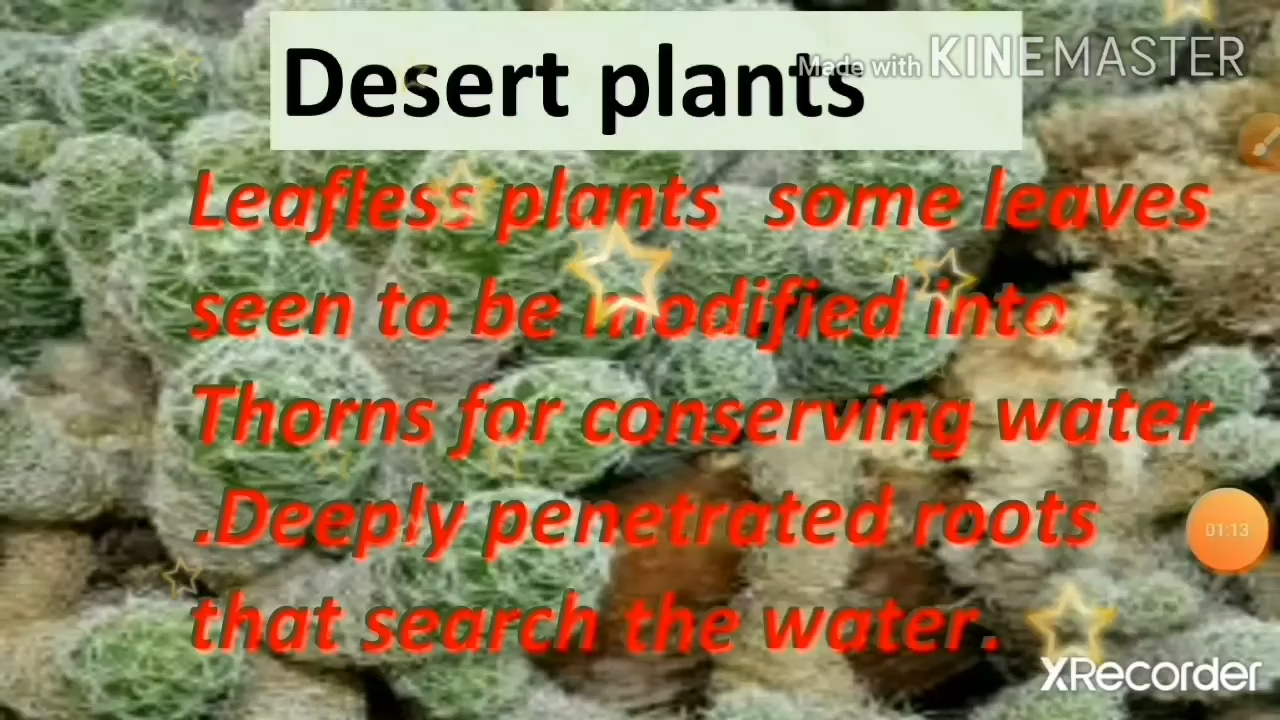 Desert plants
Made with KINEMASTER
Leafless plants some leaves
seen to be modified into
Thorns for conserving water
.Deeply penetrated roots
01:13
that search the water.
XRecorder